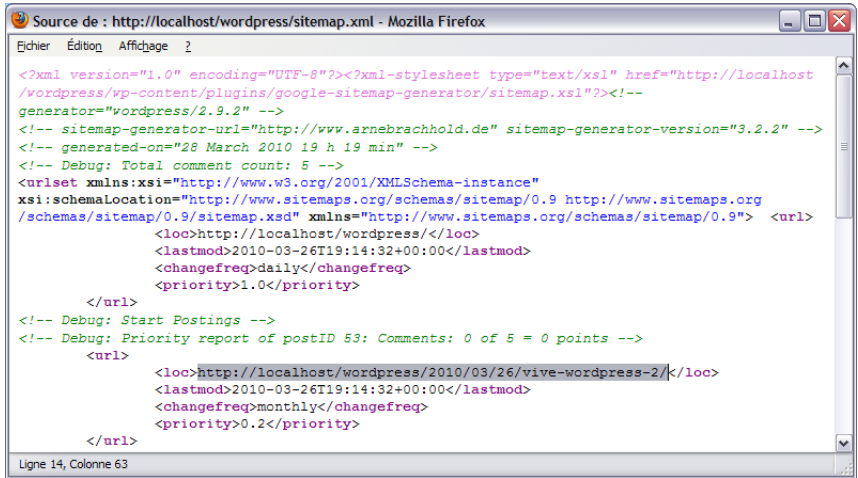 Source de : http://localhost/wordpress/sitemap.xml - Mozilla Firefox
Fichier Édition Affichage ?
<?xml version="1.0" encoding="UTF-8"?><?xml-stylesheet type="text/xsl" href="http://localhost
/wordpress/wp-content/plugins/google-sitemap-generator/sitemap.xsl"?><!--
generator="wordpress/2.9.2" -->
<!-- sitemap-generator-url="http://www.arnebrachhold.de" sitemap-generator-version="3.2.2" -->
<!-- generated-on="28 March 2010 19 h 19 min" -->
<!-- Debug: Total comment count: 5 -->
<urlset xmlns:xsi="http://www.w3.org/2001/XMLSchema-instance"
xsi:schemaLocation="http://www.sitemaps.org/schemas/sitemap/0.9 http://www.sitemaps.org
/schemas/sitemap/0.9/sitemap.xsd" xmlns="http://www.sitemaps.org/schemas/sitemap/0.9"> <url>
<loc>http://localhost/wordpress/</loc>
<lastmod>2010-03-26T19:14:32+00:00</lastmod>
<changefreq>daily</changefreq>
<priority>1.0</priority>
</url>
<!-- Debug: Start Postings -->
<!-- Debug: Priority report of postID 53: Comments: 0 of 5 = 0 points -->
<url>
<loc>http://localhost/wordpress/2010/03/26/vive-wordpress-2/</loc>
<lastmod>2010-03-26T19:14:32+00:00</lastmod>
<changefreq>monthly</changefreq>
<priority>0.2</priority>
</url>
Ligne 14, Colonne 63